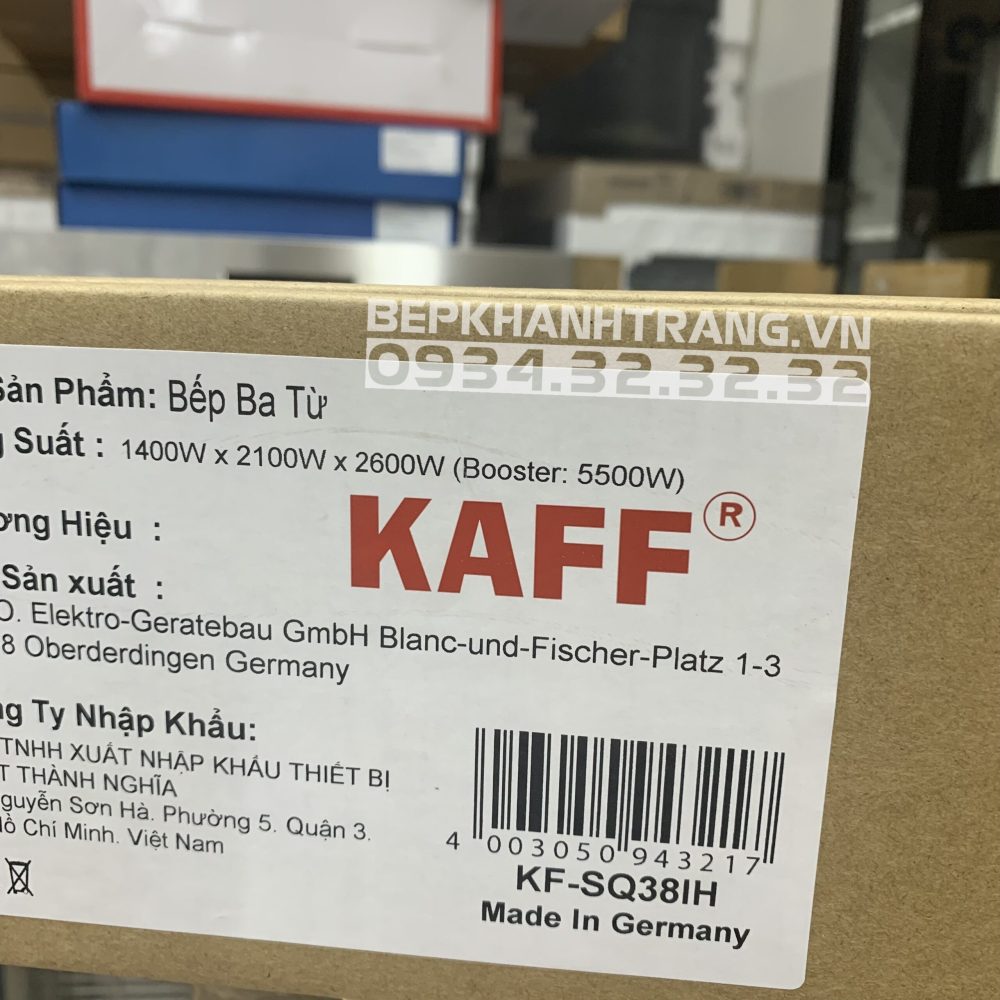 BEPKHANHTRANG.VN
0934.32.32.32
Sản Phẩm: Bếp Ba Từ
Suất : 1400W x 2100W x 2600W (Booster: 5500W)
KAFF ®
Hiệu :
Sản xuất :
O. Elektro-Geratebau GmbH Blanc-und-Fischer-Platz 1-3
8 Oberderdingen Germany
Ty Nhập Khẩu:
TNHH XUẤT NHẬP KHẨU THIẾT BỊ
T THÀNH NGHĨA
guyễn Sơn Hà. Phường 5. Quận 3.
Hồ Chí Minh. Việt Nam
4 003050 943217
KF-SQ38IH
Made In Germany